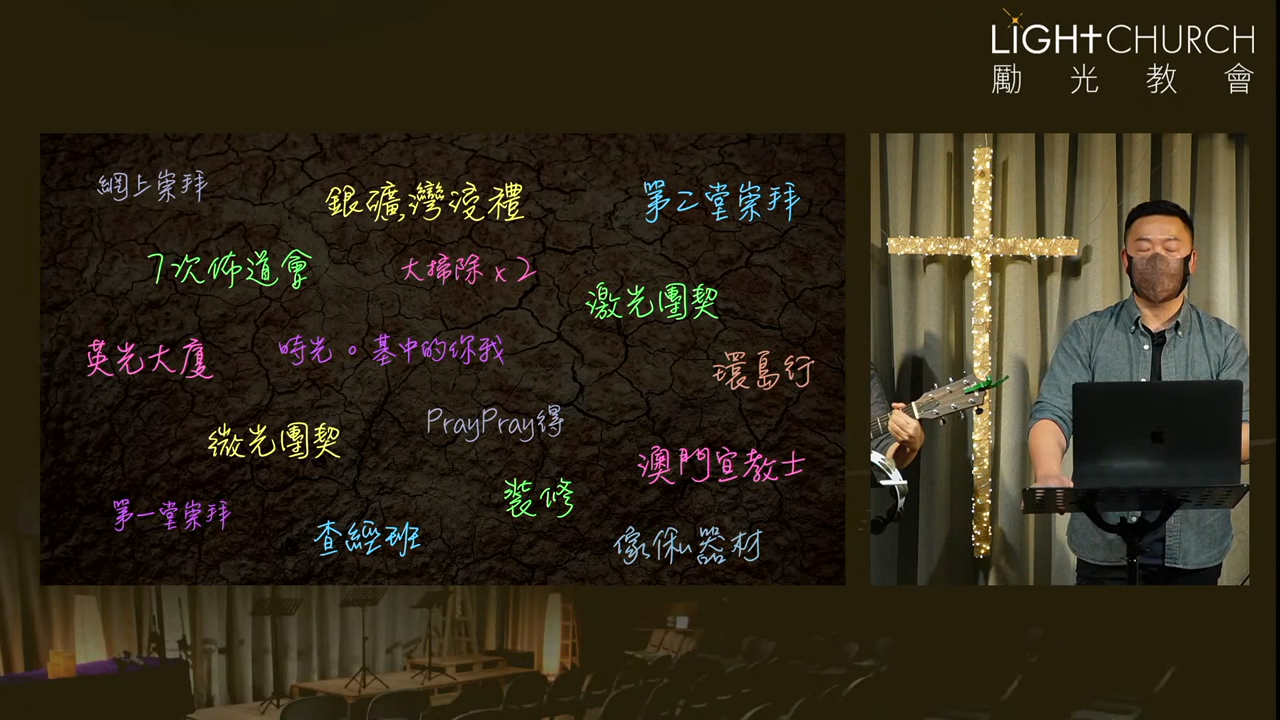 LiGHtCHURCH
勵光教會
網上崇拜
銀礦灣浸禮
第二堂崇拜
7次佈道會
大掃除 x 2
激光團契
英光大廈
時光。基中的你我
環島行
微光團契
PrayPray得
澳門宣教士
第一堂崇拜
查經班
裝修
傢俬器材